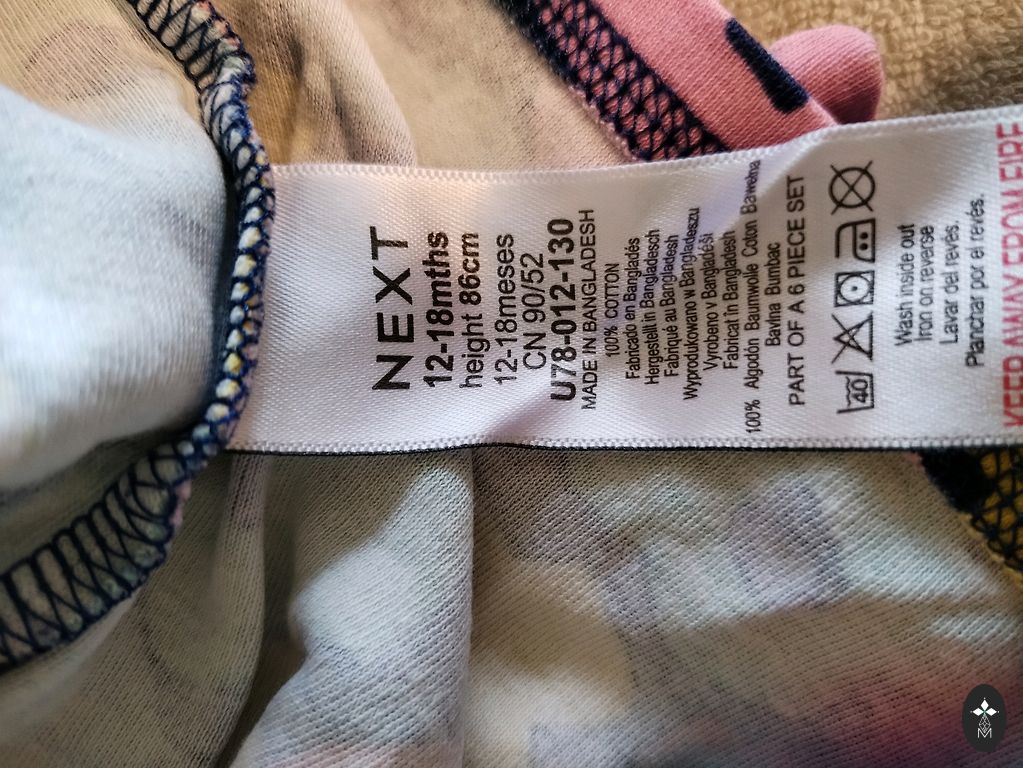 NEXT
12-18mths
height 86cm
12-18meses
CN 90/52
U78-012-130
MADE IN BANGLADESH
100% COTTON
Fabricado en Bangladés
Hergestellt in Bangladesch
Fabriqué au Bangladesh
Wyprodukowano w Bangladeszu
Vyrobeno v Bangladéši
Fabricat în Bangladesh
100% Algodón Baumwolle Coton Bawełna
Bavlna Bumbac
PART OF A 6 PIECE SET
40
Wash inside out
Iron on reverse
Lavar del revés.
Planchar por el revés.
KEEP AWAY FROM FIRE
M